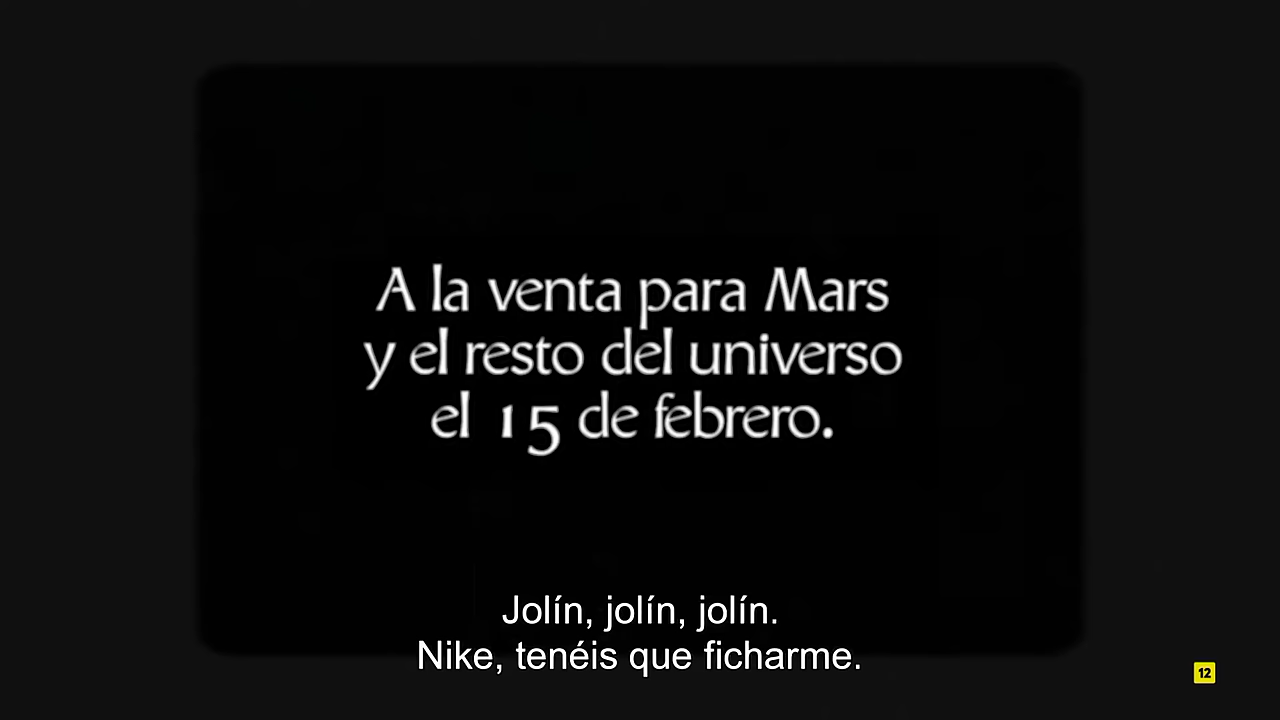 A la venta para Mars
y el resto del universo
el 15 de febrero.
Jolín, jolín, jolín.
Nike, tenéis que ficharme.
12